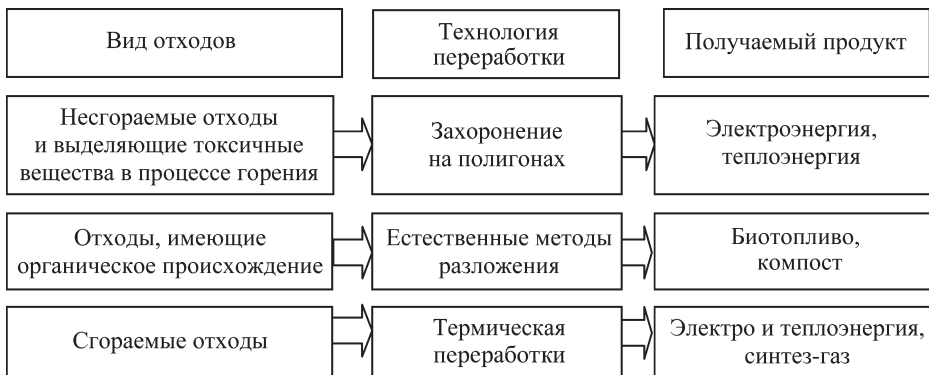 Вид отходов
Технология
переработки
Получаемый продукт
Несгораемые отходы
и выделяющие токсичные
вещества в процессе горения
Захоронение
на полигонах
Электроэнергия,
теплоэнергия
Отходы, имеющие
органическое происхождение
Естественные методы
разложения
Биотопливо,
компост
Сгораемые отходы
Термическая
переработки
Электро и теплоэнергия,
синтез-газ